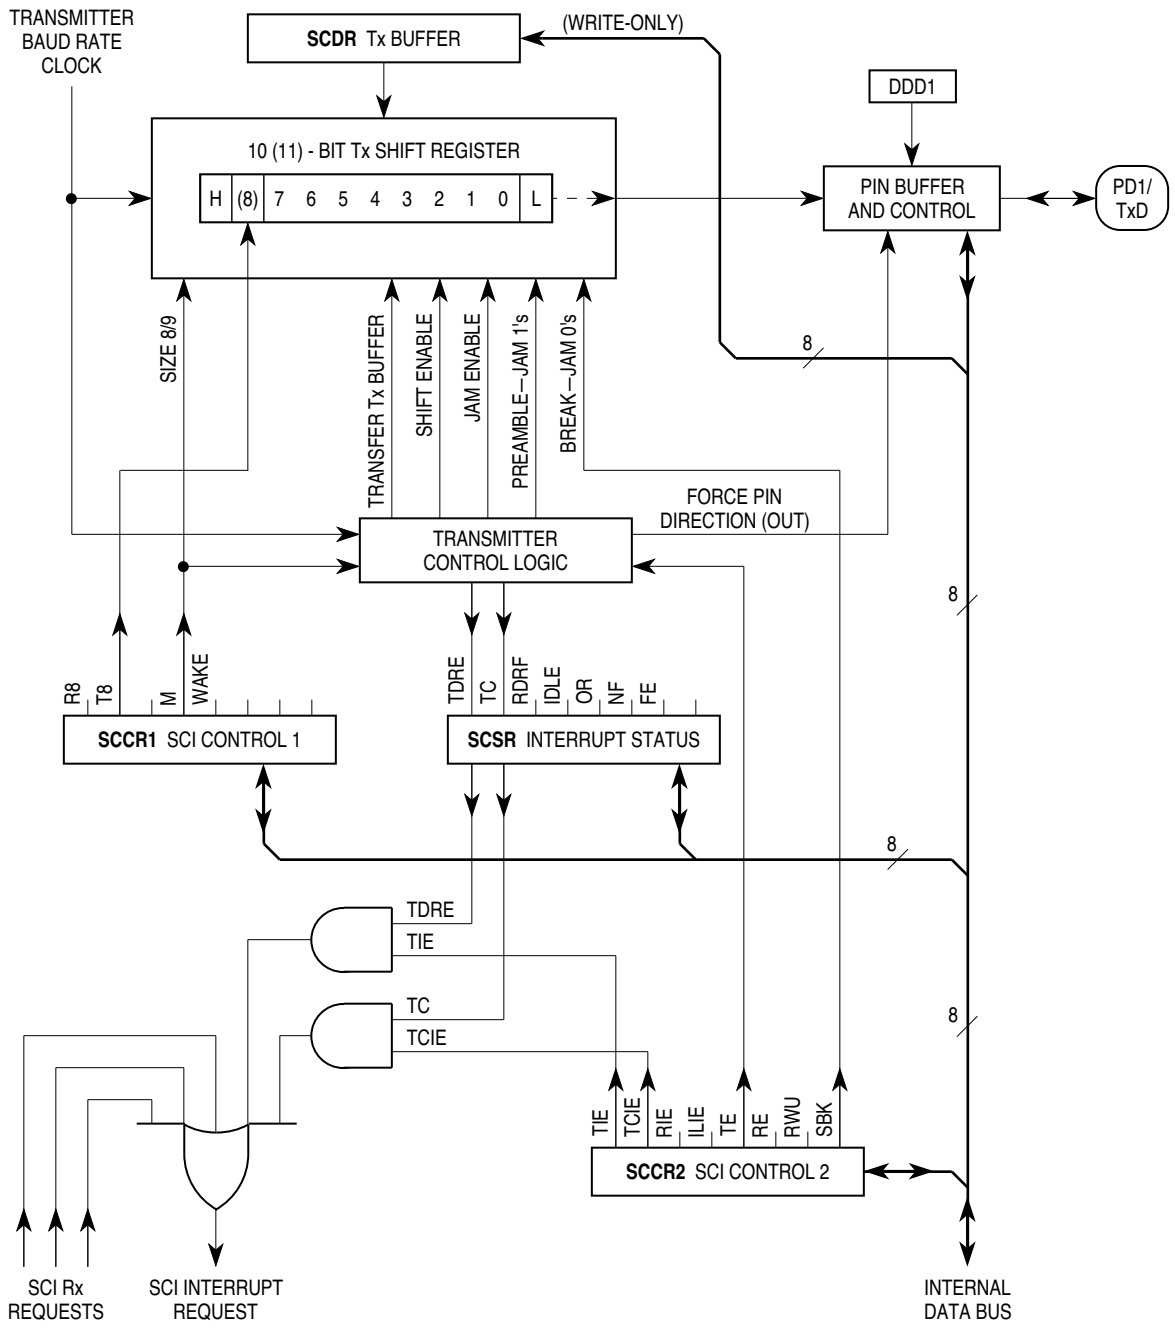 TRANSMITTER
BAUD RATE
CLOCK
SCDR Tx BUFFER
(WRITE-ONLY)
DDD1
10 (11) - BIT Tx SHIFT REGISTER
H (8) 7 6 5 4 3 2 1 0 L
PIN BUFFER
AND CONTROL
PD1/
TxD
SIZE 8/9
TRANSFER Tx BUFFER
SHIFT ENABLE
JAM ENABLE
PREAMBLE—JAM 1's
BREAK—JAM 0's
8
FORCE PIN
DIRECTION (OUT)
TRANSMITTER
CONTROL LOGIC
8
R8
T8
M
WAKE
TDRE
TC
RDRF
IDLE
OR
NF
FE
SCCR1 SCI CONTROL 1
SCSR INTERRUPT STATUS
8
TDRE
TIE
TC
TCIE
8
TIE
TCIE
RIE
ILIE
TE
RE
RWU
SBK
SCCR2 SCI CONTROL 2
SCI Rx
REQUESTS
SCI INTERRUPT
REQUEST
INTERNAL
DATA BUS